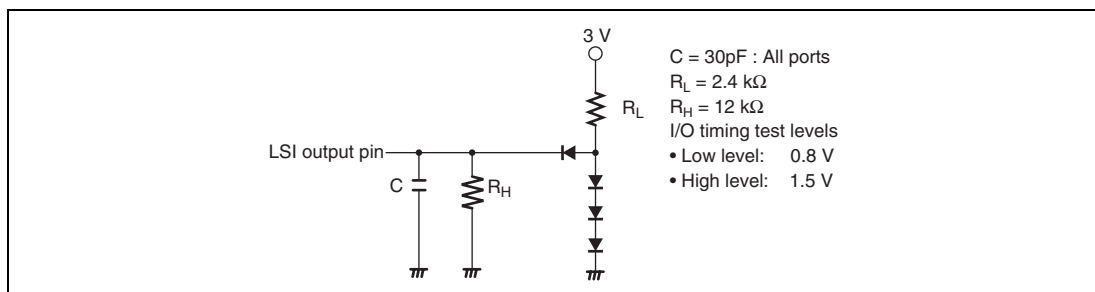 3 V
C = 30pF : All ports
RL = 2.4 kΩ
RH = 12 kΩ
I/O timing test levels
• Low level: 0.8 V
• High level: 1.5 V
RL
LSI output pin
C
RH